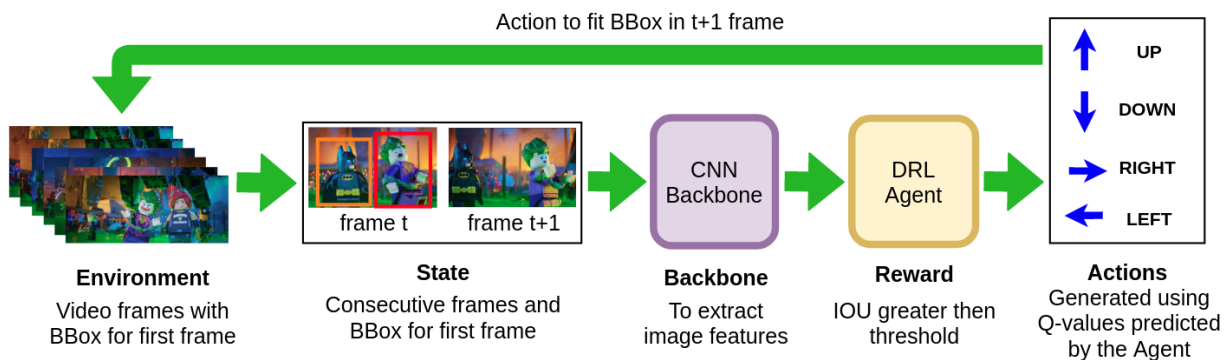 Action to fit BBox in t+1 frame
UP
DOWN
RIGHT
LEFT
frame t
frame t+1
CNN
Backbone
DRL
Agent
Environment
Video frames with
BBox for first frame
State
Consecutive frames and
BBox for first frame
Backbone
To extract
image features
Reward
IOU greater then
threshold
Actions
Generated using
Q-values predicted
by the Agent